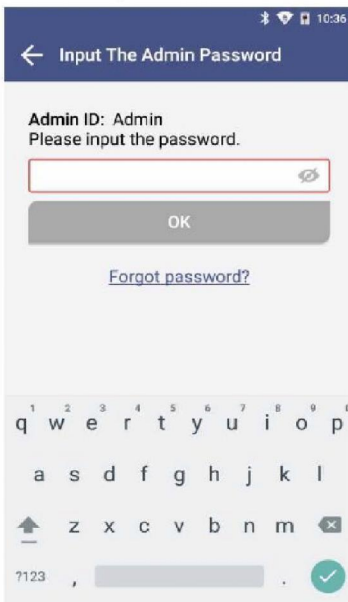 10:36
Input The Admin Password
Admin ID: Admin
Please input the password.
OK
Forgot password?
1 2 3 4 5 6 7 8 9
q w e r t y u i o p
a s d f g h j k l
z x c v b n m
?123 , .